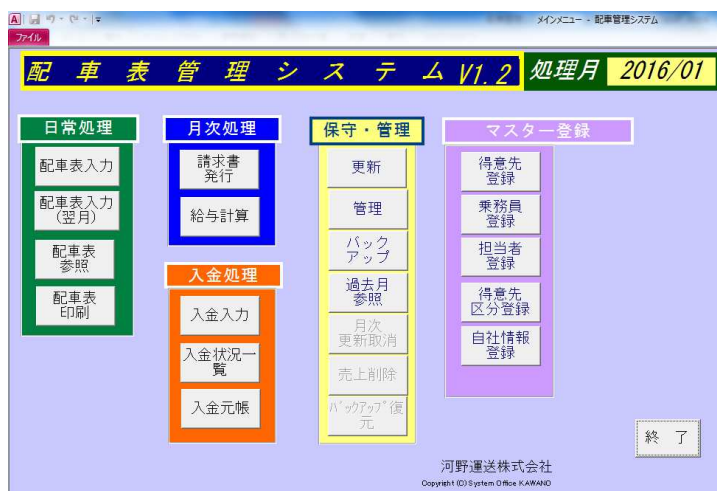 A
メインメニュー - 配車管理システム
ファイル
配車表管理システム V1.2
処理月 2016/01
日常処理
配車表入力
配車表入力
(翌月)
配車表
参照
配車表
印刷
月次処理
請求書
発行
給与計算
入金処理
入金入力
入金状況一
覧
入金元帳
保守・管理
更新
管理
バック
アップ
過去月
参照
月次
更新取消
売上削除
バックアップ復
元
マスター登録
得意先
登録
乗務員
登録
担当者
登録
得意先
区分登録
自社情報
登録
終 了
河野運送株式会社
Copyright (C) System Office KAWANO